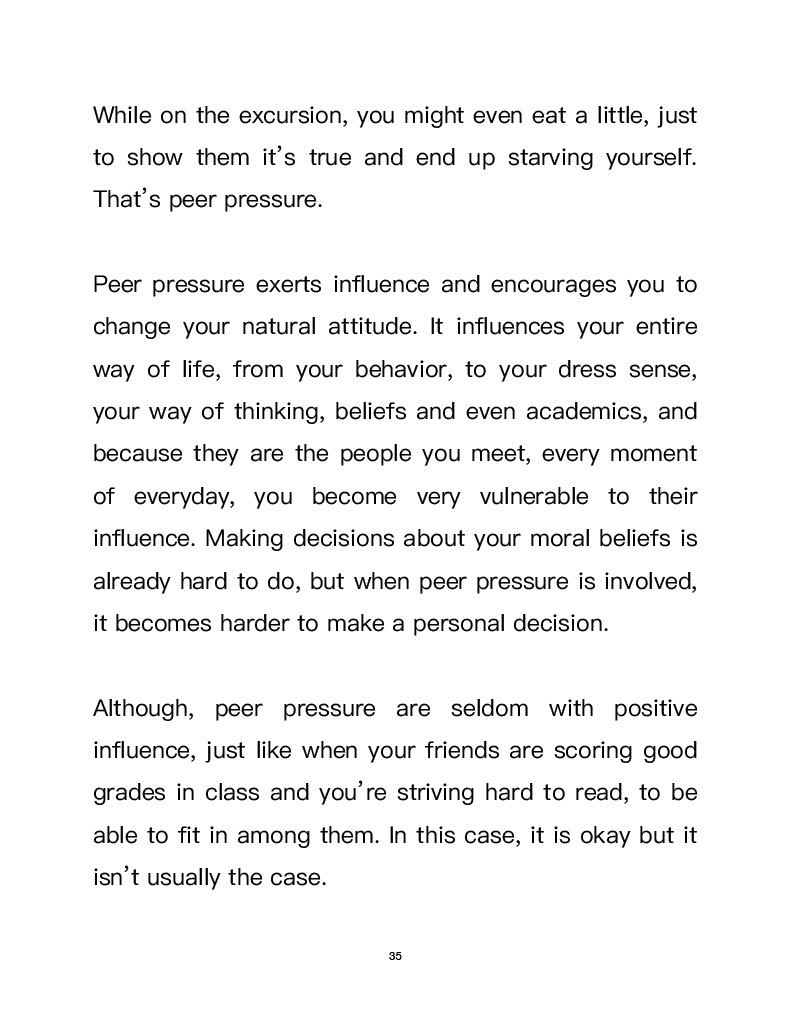 While on the excursion, you might even eat a little, just
to show them it’s true and end up starving yourself.
That’s peer pressure.
Peer pressure exerts influence and encourages you to
change your natural attitude. It influences your entire
way of life, from your behavior, to your dress sense,
your way of thinking, beliefs and even academics, and
because they are the people you meet, every moment
of everyday, you become very vulnerable to their
influence. Making decisions about your moral beliefs is
already hard to do, but when peer pressure is involved,
it becomes harder to make a personal decision.
Although, peer pressure are seldom with positive
influence, just like when your friends are scoring good
grades in class and you’re striving hard to read, to be
able to fit in among them. In this case, it is okay but it
isn’t usually the case.
35